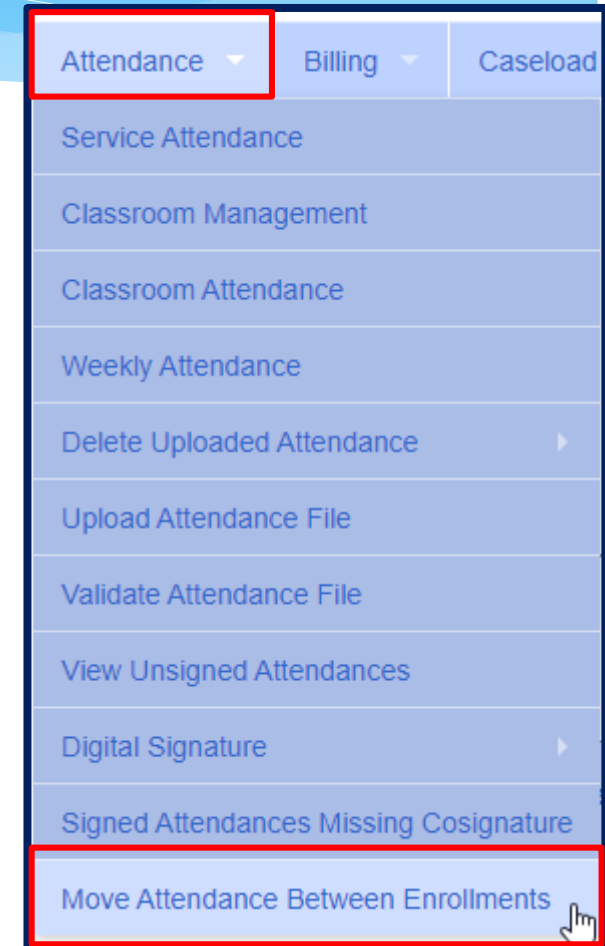 Attendance Billing Caseload
Service Attendance
Classroom Management
Classroom Attendance
Weekly Attendance
Delete Uploaded Attendance
Upload Attendance File
Validate Attendance File
View Unsigned Attendances
Digital Signature
Signed Attendances Missing Cosignature
Move Attendance Between Enrollments